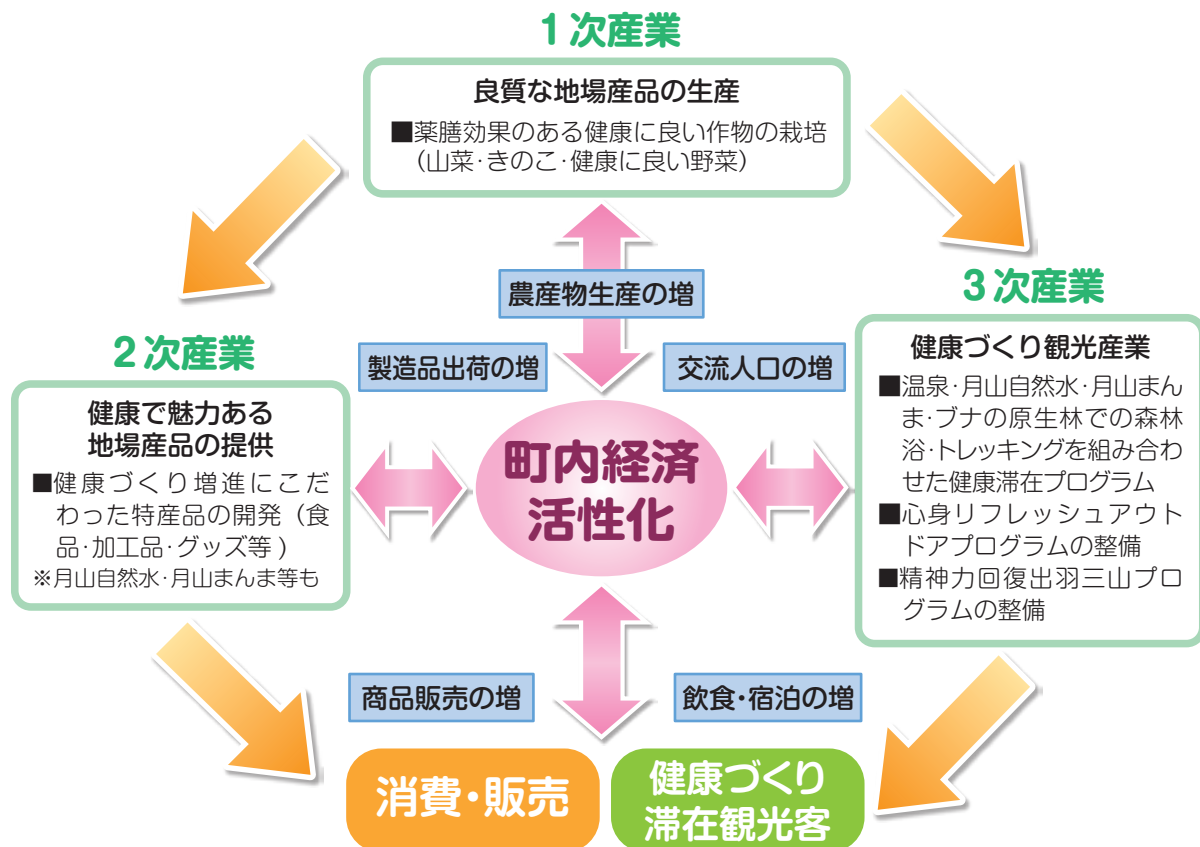 1次産業
良質な地場産品の生産
■薬膳効果のある健康に良い作物の栽培
（山菜・きのこ・健康に良い野菜）
農産物生産の増
製造品出荷の増
交流人口の増
2次産業
健康で魅力ある
地場産品の提供
■健康づくり増進にこだ
わった特産品の開発（食
品・加工品・グッズ等）
※月山自然水・月山まんま等も
町内経済
活性化
3次産業
健康づくり観光産業
■温泉・月山自然水・月山まん
ま・ブナの原生林での森林
浴・トレッキングを組み合わ
せた健康滞在プログラム
■心身リフレッシュアウト
ドアプログラムの整備
■精神力回復出羽三山プロ
グラムの整備
商品販売の増
飲食・宿泊の増
消費・販売
健康づくり
滞在観光客